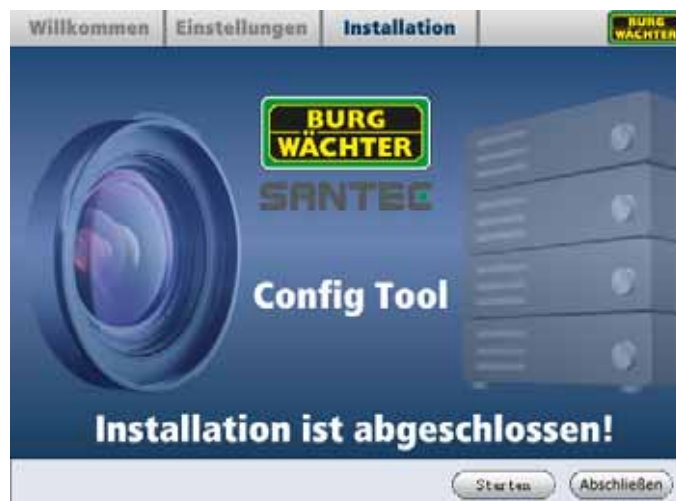 Willkommen Einstellungen Installation BURG
WÄCHTER
BURG
WÄCHTER
SANTEC
Config Tool
Installation ist abgeschlossen!
Starten Abschließen